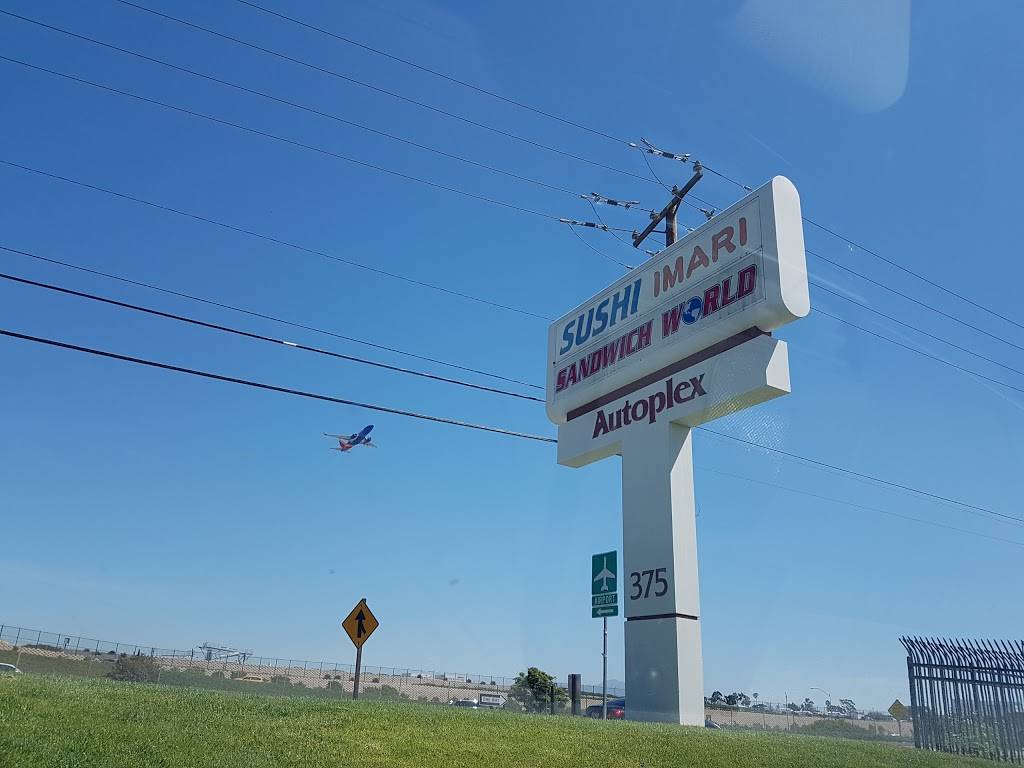 SUSHI IMARI
SANDWICH WORLD
Autoplex
375
AIRPORT